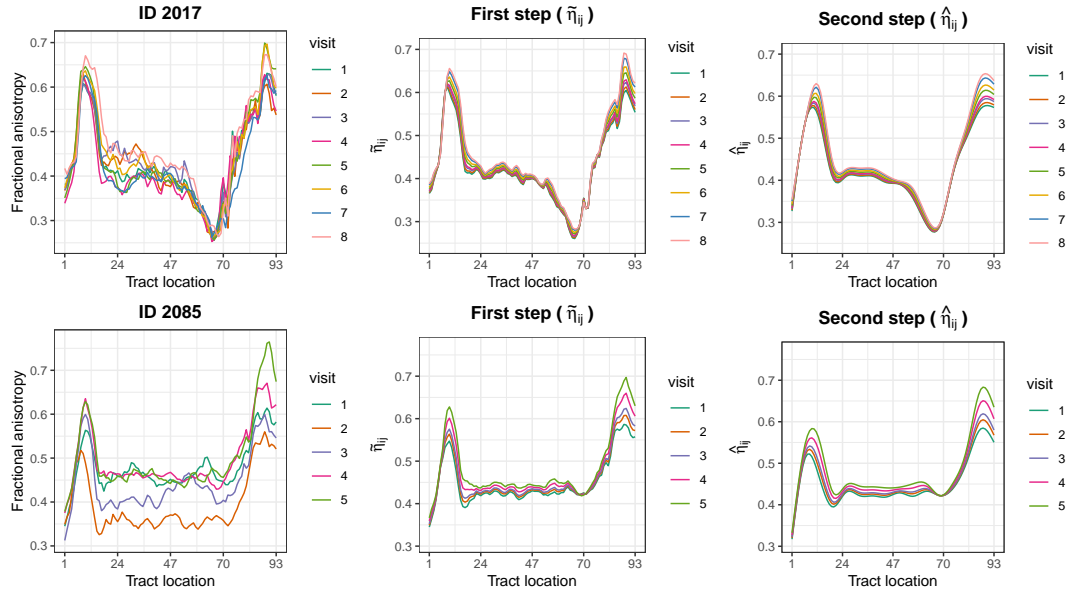 ID 2017
Fractional anisotropy
0.7
0.6
0.5
0.4
0.3
1 24 47 70 93
Tract location
visit
1
2
3
4
5
6
7
8
First step ( η̃ij )
η̃ij
0.7
0.6
0.5
0.4
0.3
1 24 47 70 93
Tract location
visit
1
2
3
4
5
6
7
8
Second step ( η̂ij )
η̂ij
0.7
0.6
0.5
0.4
0.3
1 24 47 70 93
Tract location
visit
1
2
3
4
5
6
7
8
ID 2085
Fractional anisotropy
0.7
0.6
0.5
0.4
0.3
1 24 47 70 93
Tract location
visit
1
2
3
4
5
First step ( η̃ij )
η̃ij
0.7
0.6
0.5
0.4
0.3
1 24 47 70 93
Tract location
visit
1
2
3
4
5
Second step ( η̂ij )
η̂ij
0.7
0.6
0.5
0.4
0.3
1 24 47 70 93
Tract location
visit
1
2
3
4
5